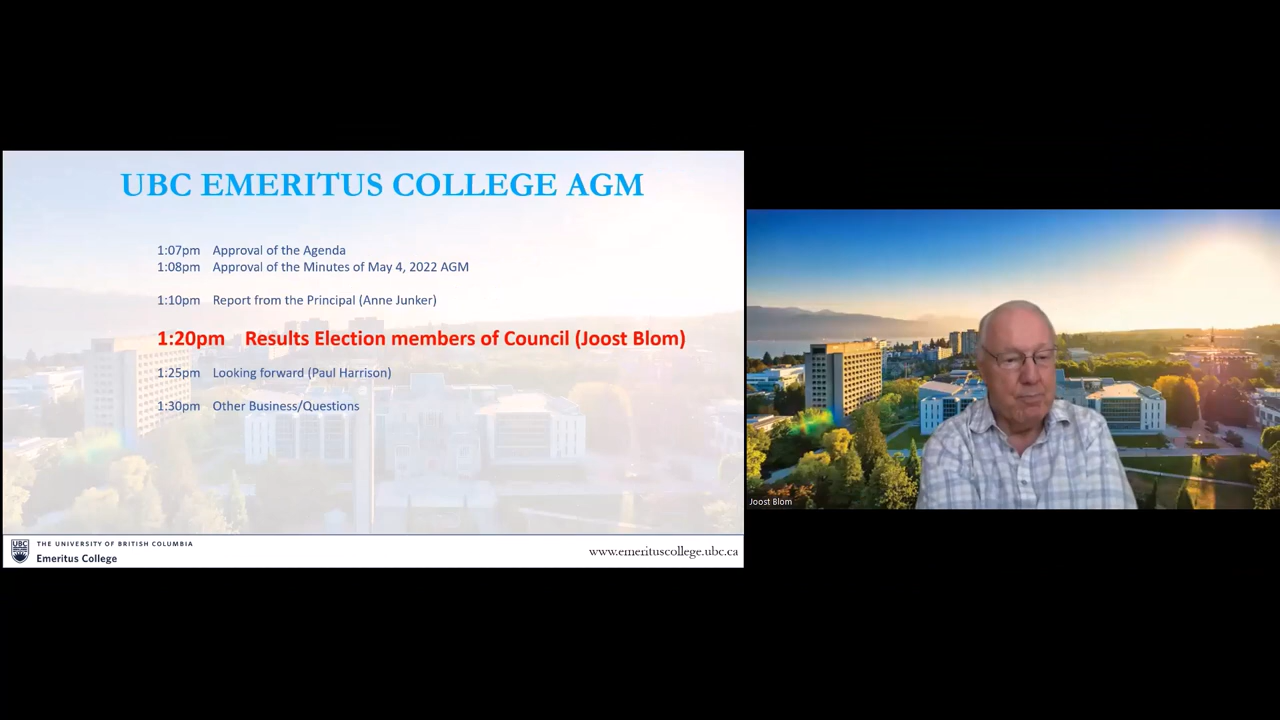 UBC EMERITUS COLLEGE AGM
1:07pm Approval of the Agenda
1:08pm Approval of the Minutes of May 4, 2022 AGM
1:10pm Report from the Principal (Anne Junker)
1:20pm Results Election members of Council (Joost Blom)
1:25pm Looking forward (Paul Harrison)
1:30pm Other Business/Questions
UBC
THE UNIVERSITY OF BRITISH COLUMBIA
Emeritus College
www.emerituscollege.ubc.ca
Joost Blom